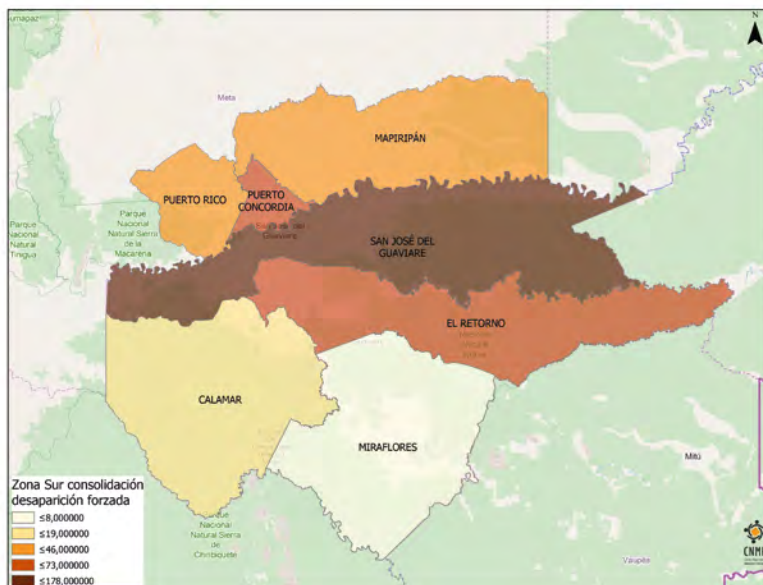 N
Meta
MAPIRIPÁN
PUERTO RICO
PUERTO
CONCORDIA
Parque
Nacional
Natural Sierra
de la
Macarena
Parque
Nacional
Natural
Tinigua
SAN JOSÉ DEL
GUAVIARE
EL RETORNO
CALAMAR
MIRAFLORES
Mitú
Vaupés
Parque
Nacional
Natural Sierra
de Chiribiquete
Zona Sur consolidación
desaparición forzada
≤8,000000
≤19,000000
≤46,000000
≤73,000000
≤178,000000